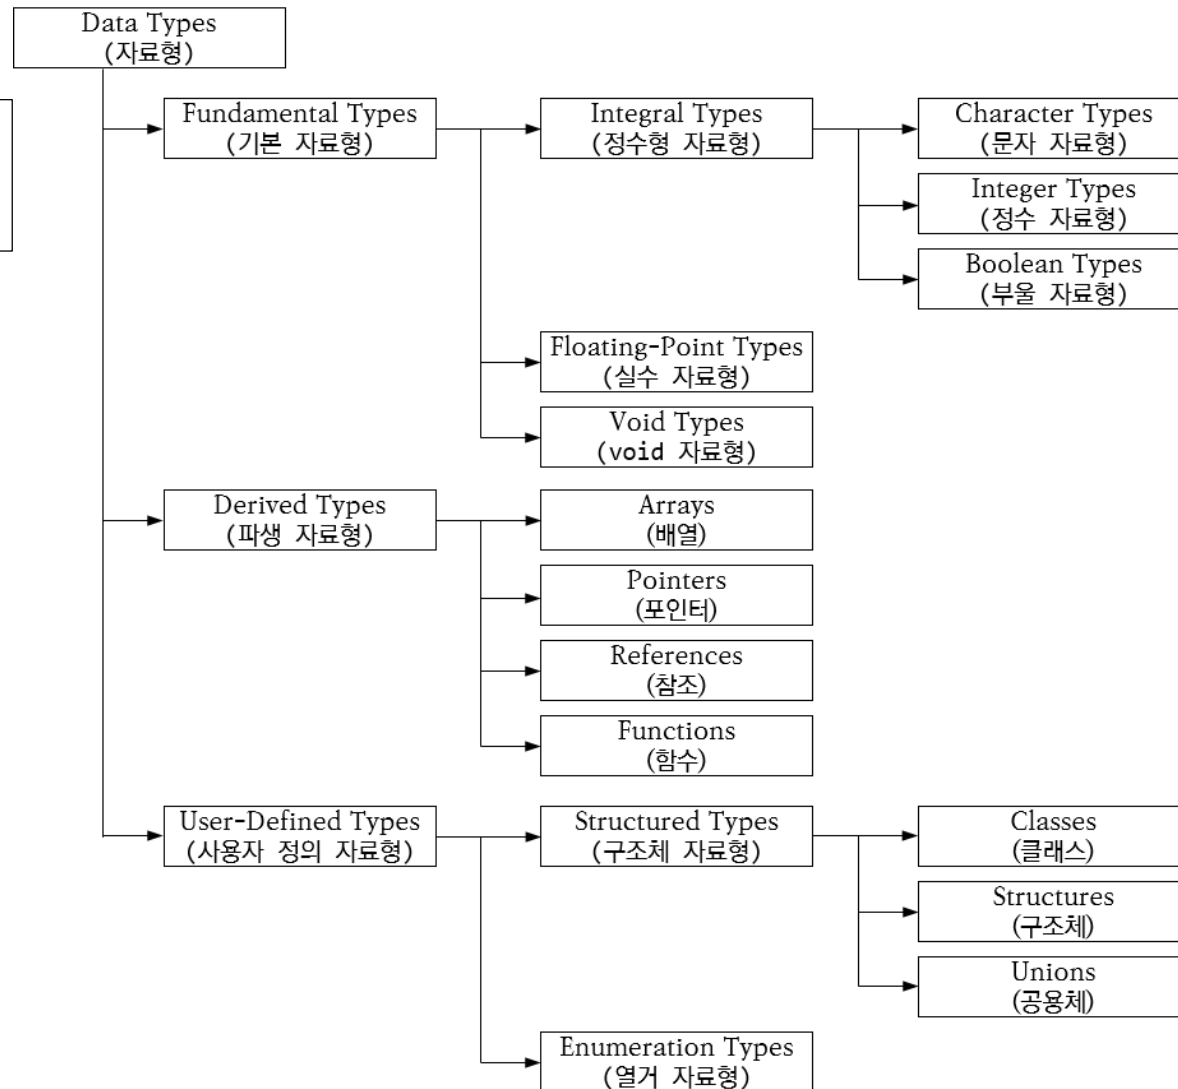 Data Types
(자료형)
Fundamental Types
(기본 자료형)
Integral Types
(정수형 자료형)
Character Types
(문자 자료형)
Integer Types
(정수 자료형)
Boolean Types
(부울 자료형)
Floating-Point Types
(실수 자료형)
Void Types
(void 자료형)
Derived Types
(파생 자료형)
Arrays
(배열)
Pointers
(포인터)
References
(참조)
Functions
(함수)
User-Defined Types
(사용자 정의 자료형)
Structured Types
(구조체 자료형)
Classes
(클래스)
Structures
(구조체)
Unions
(공용체)
Enumeration Types
(열거 자료형)